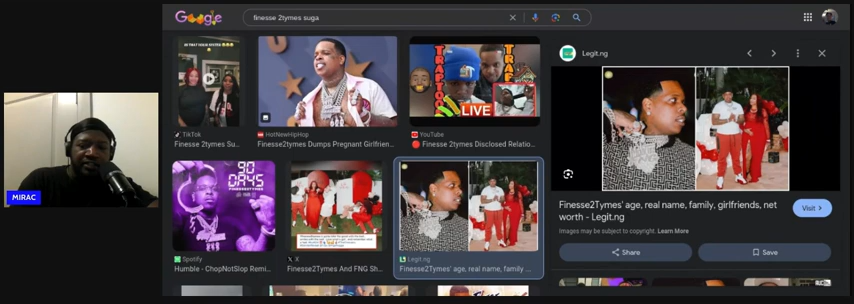 Google
finesse 2tymes suga
Legit.ng
MIRAC
TRAPTOO
TRAP
LIVE
TikTok
Finesse 2tymes Su...
HotNewHipHop
Finesse2tymes Dumps Pregnant Girlfrien...
YouTube
🔴 Finesse 2tymes Disclosed Relatio...
90
DAYS
Spotify
Humble - ChopNotSlop Remi...
X
Finesse2Tymes And FNG Sh...
Legit.ng
Finesse2Tymes' age, real name, family ...
Finesse2Tymes' age, real name, family, girlfriends, net
worth - Legit.ng
Visit >
Images may be subject to copyright. Learn More
Share
Save